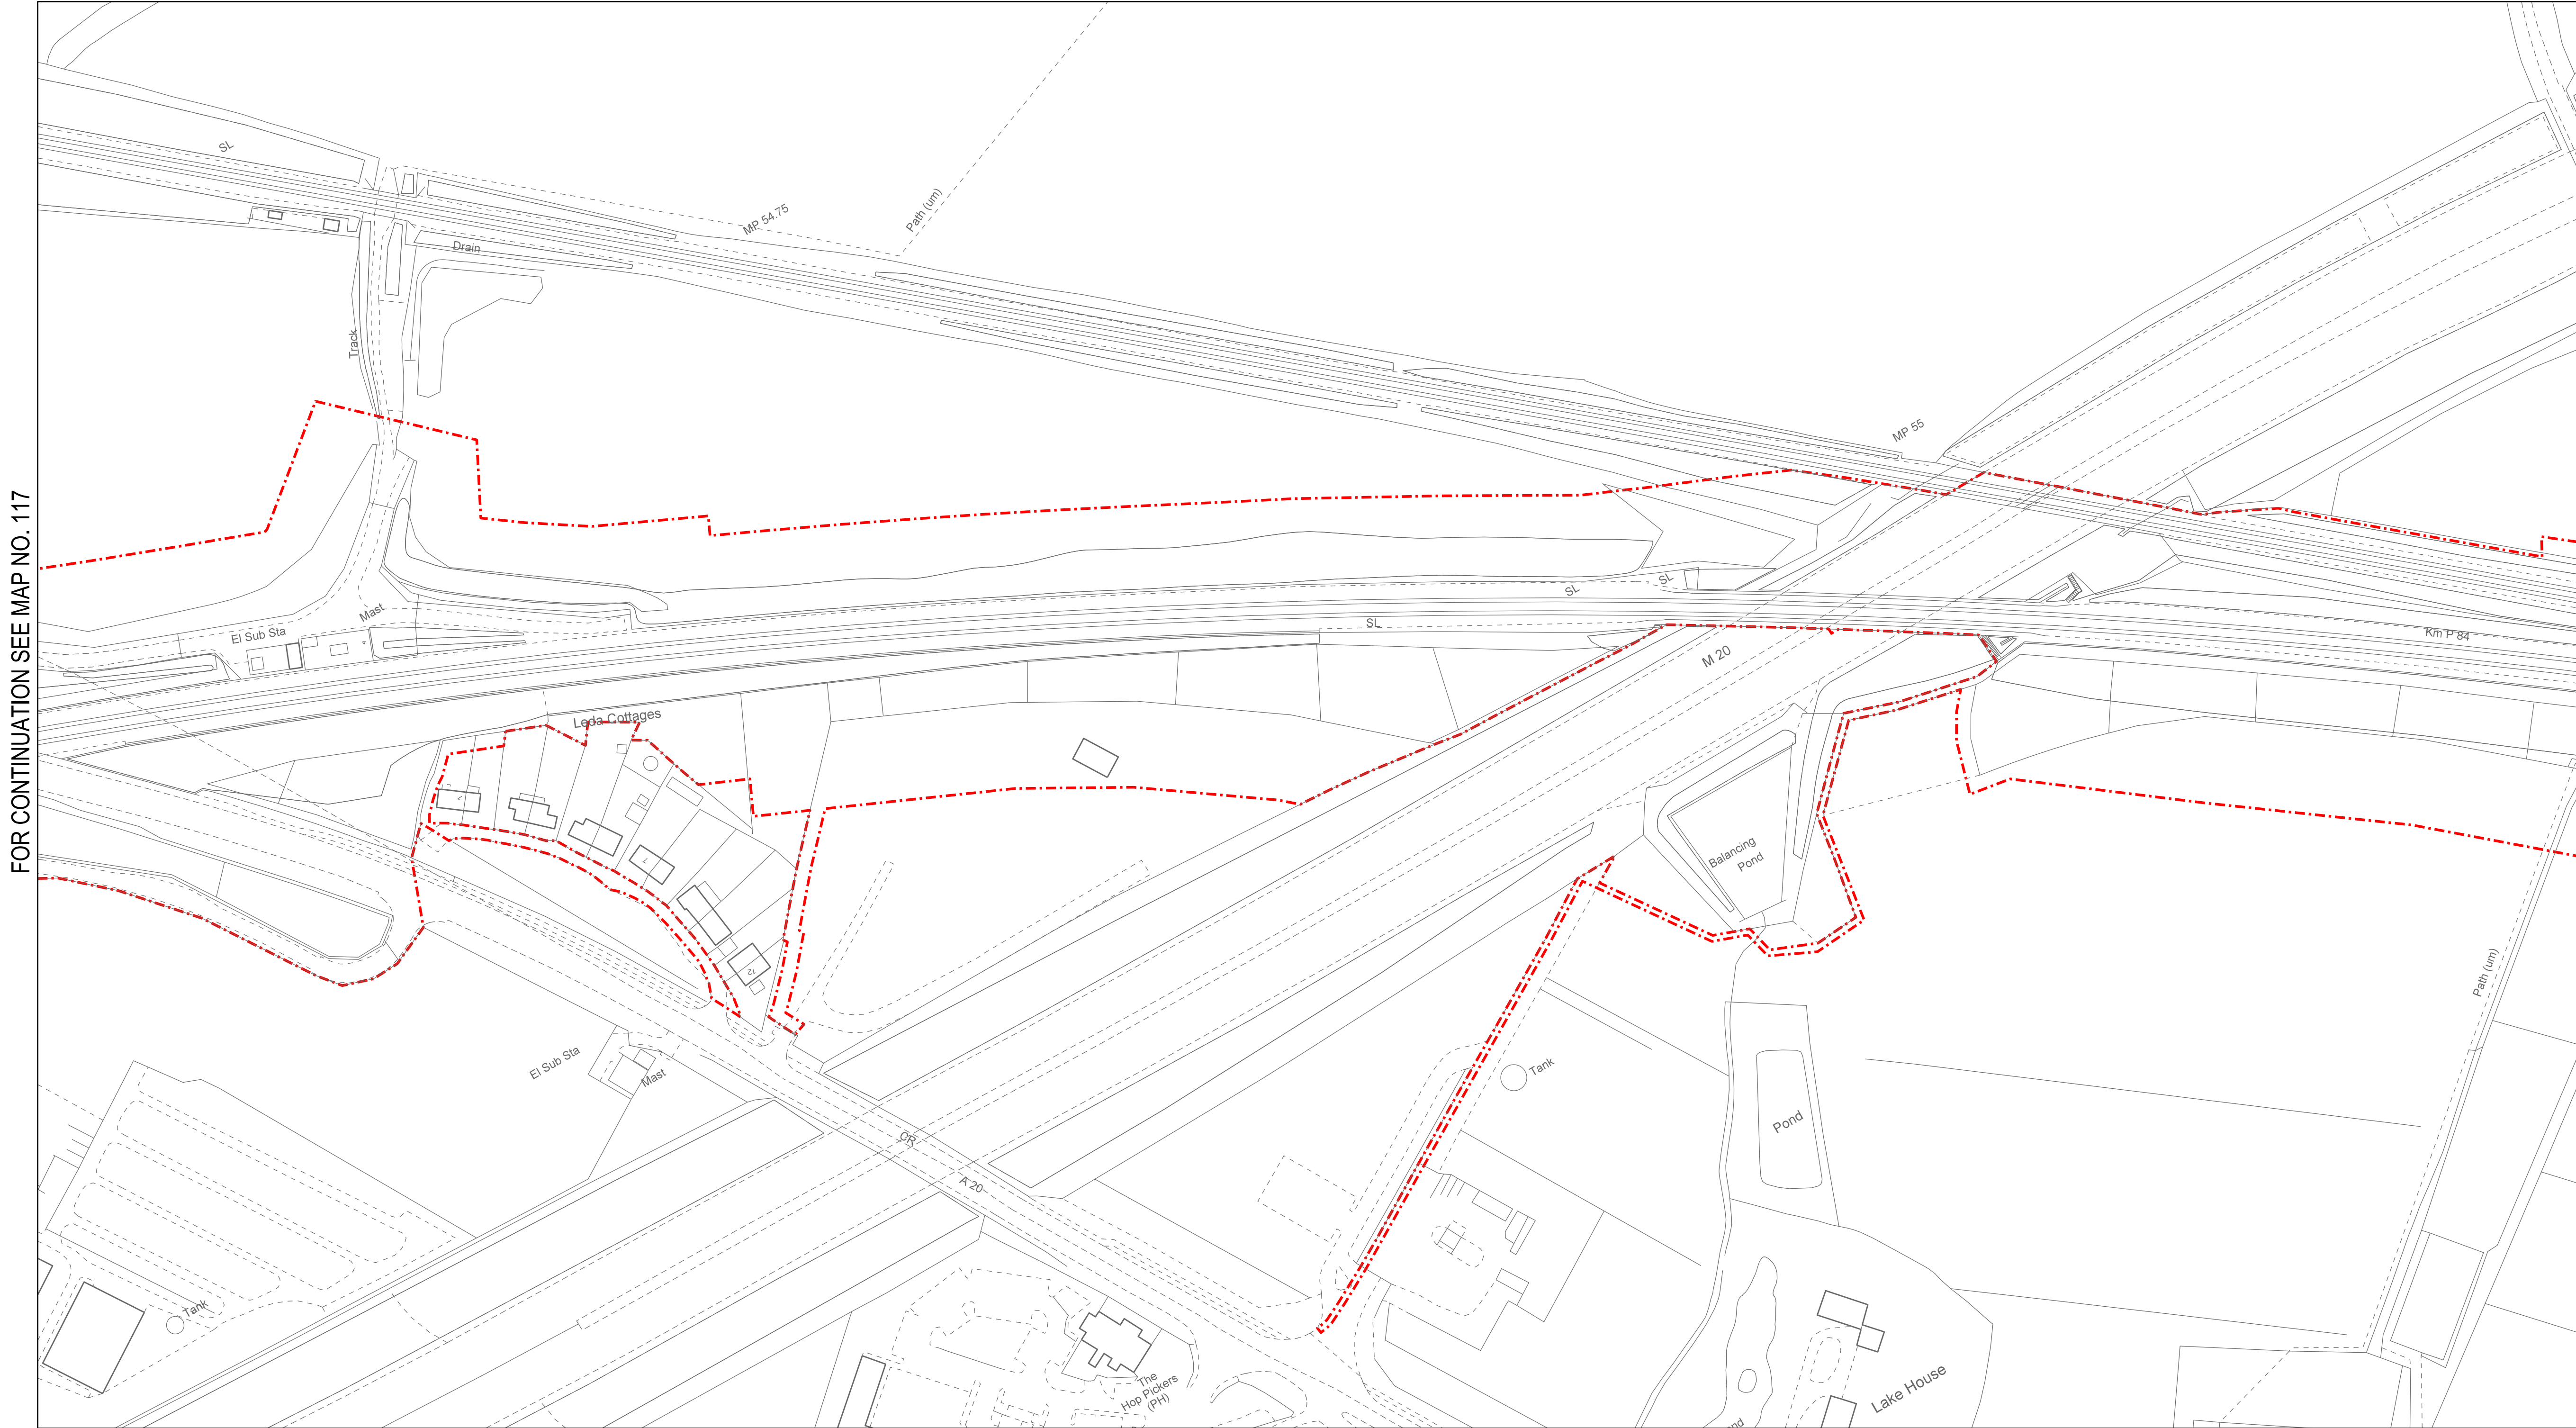 FOR CONTINUATION SEE MAP NO. 117
SL
MP 54.75
Path (um)
Drain
Track
MP 55
Mast
El Sub Sta
SL
SL
SL
Km P 84
M 20
Leda Cottages
7
12
Balancing
Pond
Path (um)
El Sub Sta
Mast
Tank
Pond
CR
A 20
Tank
The
Hop Pickers
(PH)
Lake House